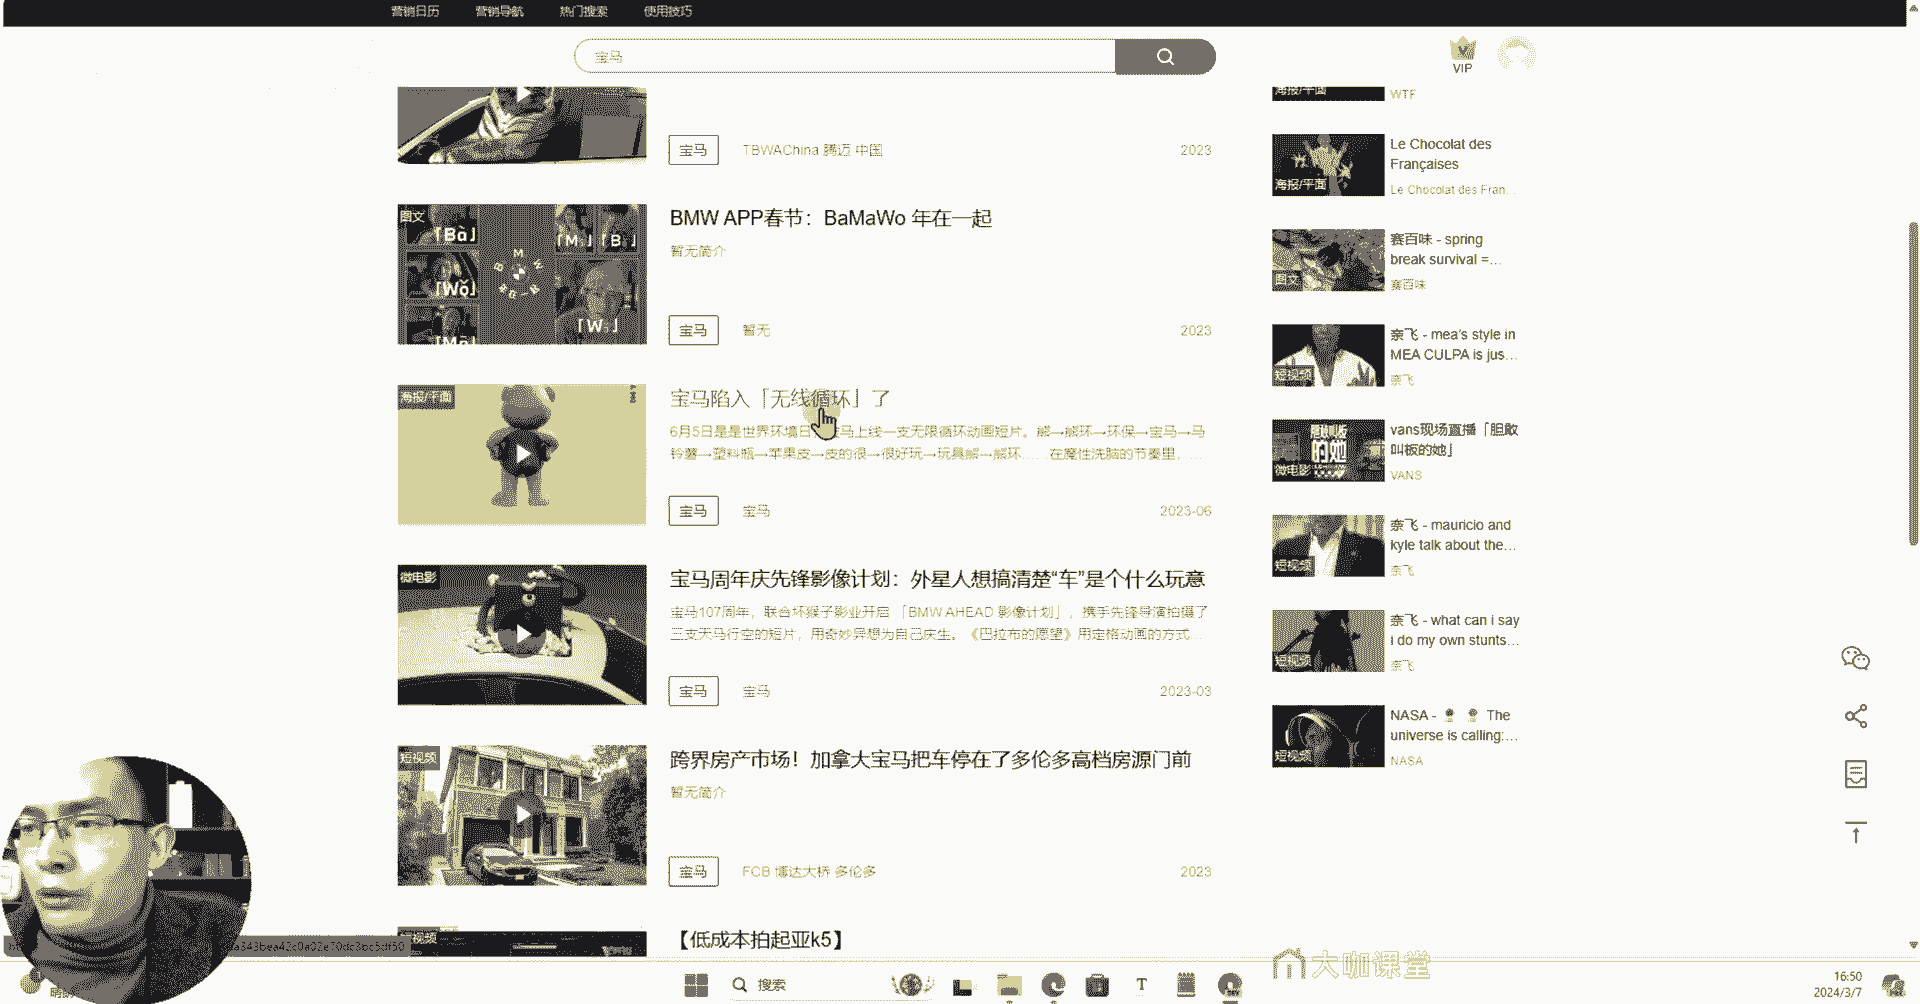 营销日历 营销导航 热门搜索 使用技巧
宝马
VIP
宝马 TBWAChina 腾迈 中国 2023
图文
「Bà」
「Wǒ」
BMW APP春节：BaMaWo 年在一起
暂无简介
宝马 暂无 2023
海报/平面
宝马陷入「无线循环」了
6月5日是是世界环境日
马上线一支无限循环动画短片。熊→熊环→环保→宝马→马
铃薯→塑料瓶→苹果皮→皮的很→很好玩→玩具熊→熊环……在魔性洗脑的节奏里，...
宝马 宝马 2023-06
微电影
宝马周年庆先锋影像计划：外星人想搞清楚“车”是个什么玩意
宝马107周年，联合坏猴子影业开启「BMW AHEAD 影像计划」，携手先锋导演拍摄了
三支天马行空的短片，用奇妙异想为自己庆生。《巴拉布的愿望》用定格动画的方式...
宝马 宝马 2023-03
短视频
跨界房产市场！加拿大宝马把车停在了多伦多高档房源门前
暂无简介
宝马 FCB 博达大桥 多伦多 2023
短视频
【低成本拍起亚k5】
海报/平面
WTF
海报/平面
Le Chocolat des
Françaises
Le Chocolat des Fran...
图文
赛百味 - spring
break survival =...
赛百味
短视频
奈飞 - mea’s style in
MEA CULPA is jus...
奈飞
微电影
vans现场直播「胆敢
叫板的她」
VANS
短视频
奈飞 - mauricio and
kyle talk about the...
奈飞
短视频
奈飞 - what can i say
i do my own stunts...
奈飞
短视频
NASA - The
universe is calling:...
NASA
大咖课堂
搜索
16:50
2024/3/7